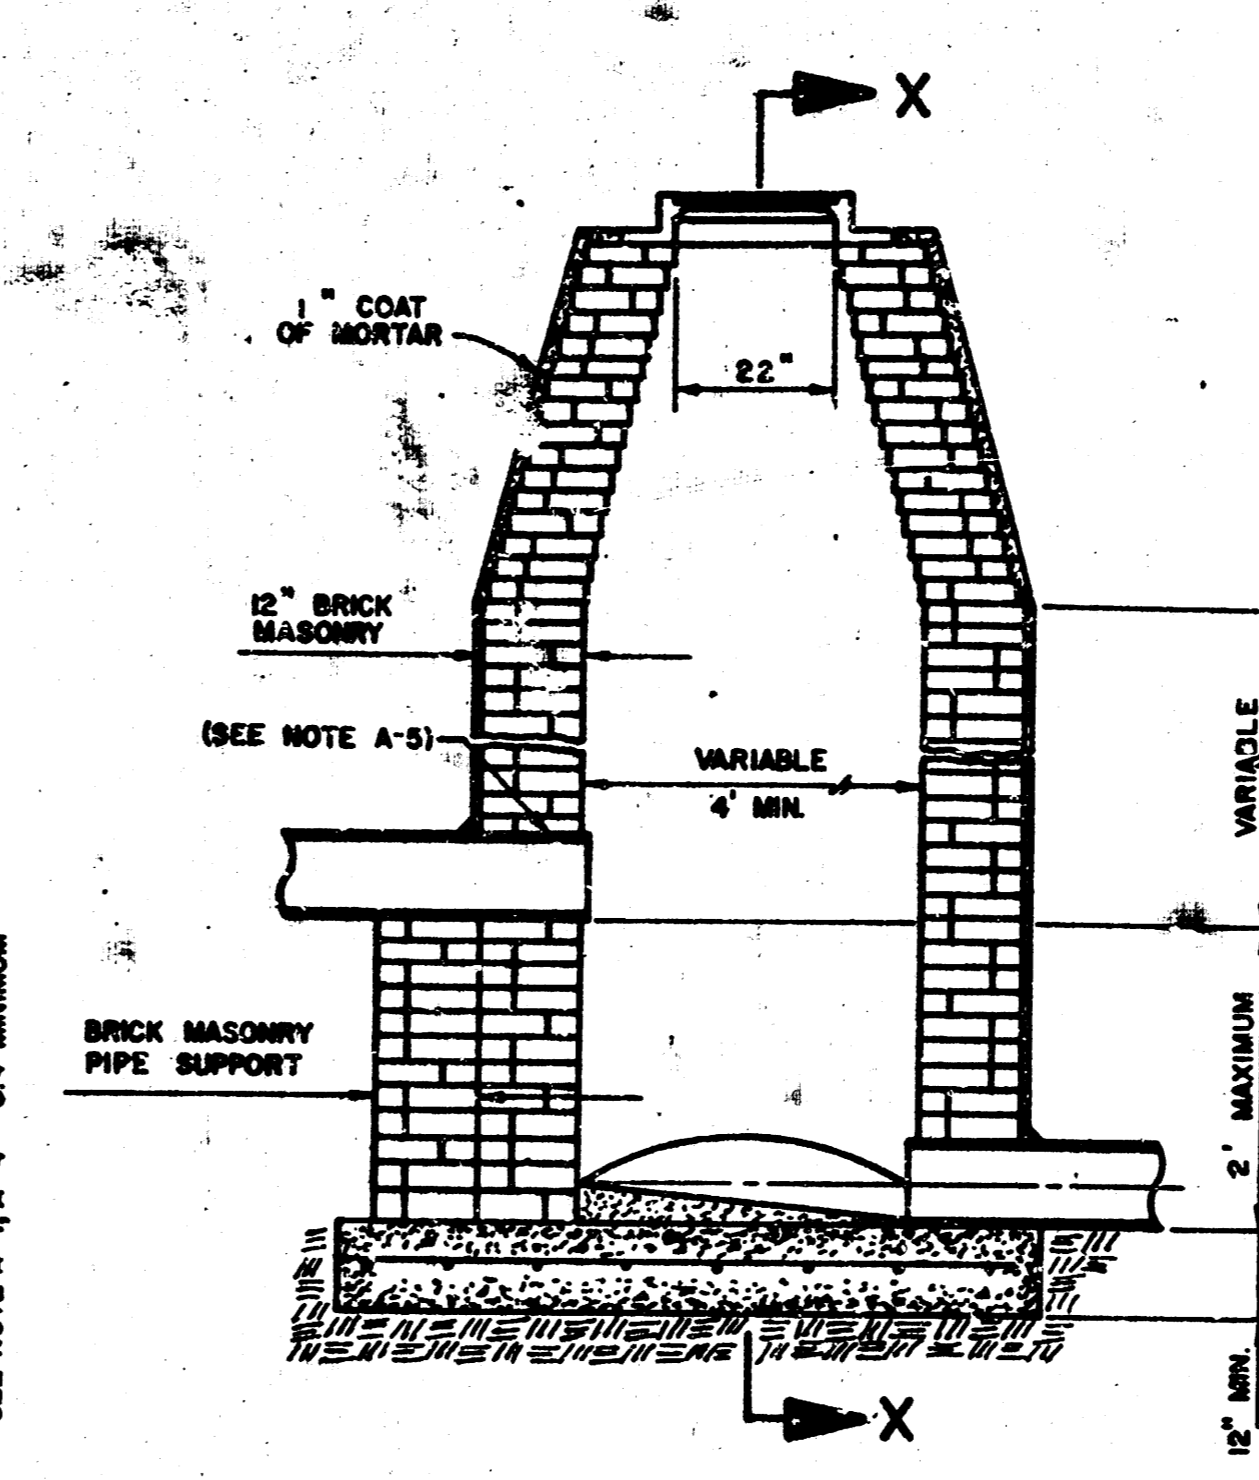 X
1" COAT
OF MORTAR
22"
12" BRICK
MASONRY
(SEE NOTE A-5)
VARIABLE
4' MIN.
VARIABLE
BRICK MASONRY
PIPE SUPPORT
2' MAXIMUM
12" MIN.
X